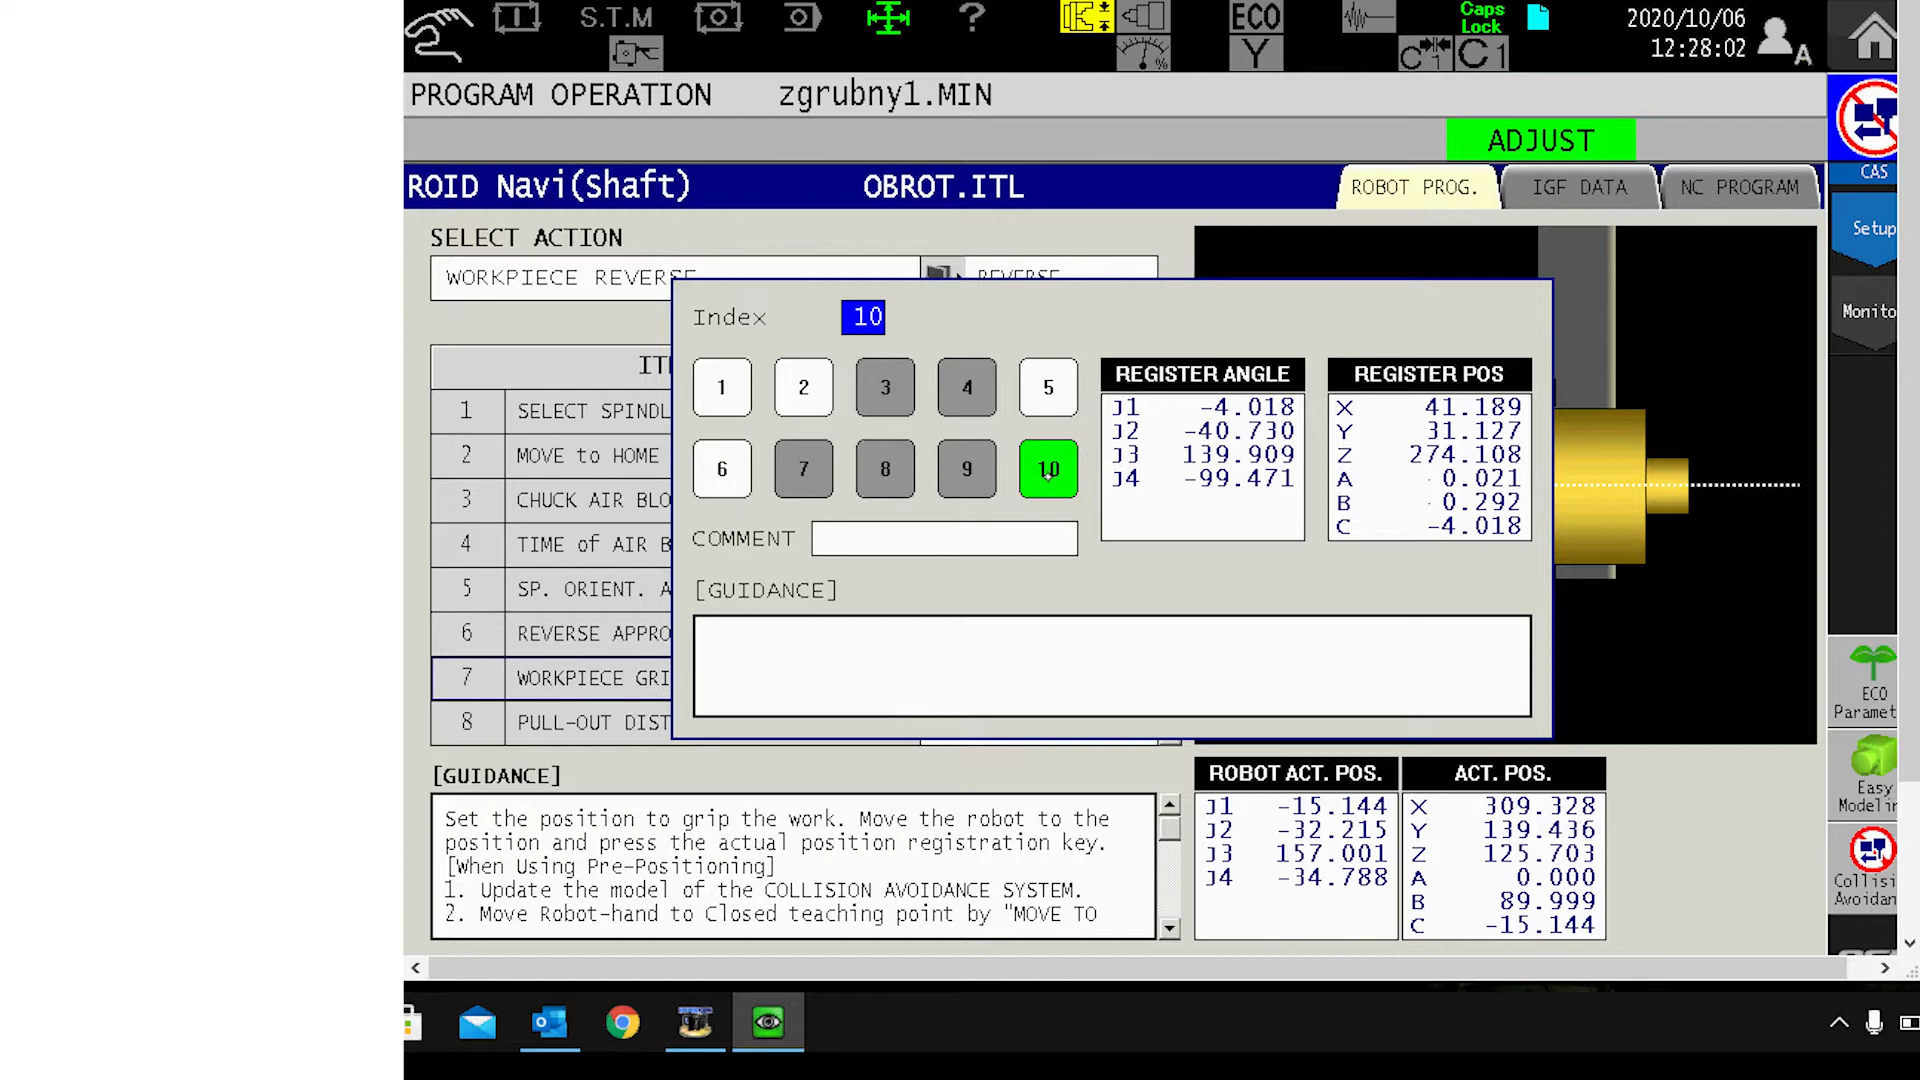 S.T.M
?
ECO
Y
C 1
C1
Caps
Lock
2020/10/06
12:28:02
A
PROGRAM OPERATION zgrubny1.MIN
ADJUST
CAS
ROID Navi(Shaft) OBROT.ITL
ROBOT PROG. IGF DATA NC PROGRAM
Setup
SELECT ACTION
WORKPIECE REVERSE REVERSE
Monito
Index 10
1 2 3 4 5
6 7 8 9 10
COMMENT
REGISTER ANGLE
J1 -4.018
J2 -40.730
J3 139.909
J4 -99.471
REGISTER POS
X 41.189
Y 31.127
Z 274.108
A 0.021
B 0.292
C -4.018
[GUIDANCE]
ITE
1 SELECT SPINDL
2 MOVE to HOME
3 CHUCK AIR BLO
4 TIME of AIR B
5 SP. ORIENT. A
6 REVERSE APPRO
7 WORKPIECE GRI
8 PULL-OUT DIST
ECO
Paramet
Easy
Modelin
Collisi
Avoidan
[GUIDANCE]
Set the position to grip the work. Move the robot to the
position and press the actual position registration key.
[When Using Pre-Positioning]
1. Update the model of the COLLISION AVOIDANCE SYSTEM.
2. Move Robot-hand to Closed teaching point by "MOVE TO
ROBOT ACT. POS.
J1 -15.144
J2 -32.215
J3 157.001
J4 -34.788
ACT. POS.
X 309.328
Y 139.436
Z 125.703
A 0.000
B 89.999
C -15.144